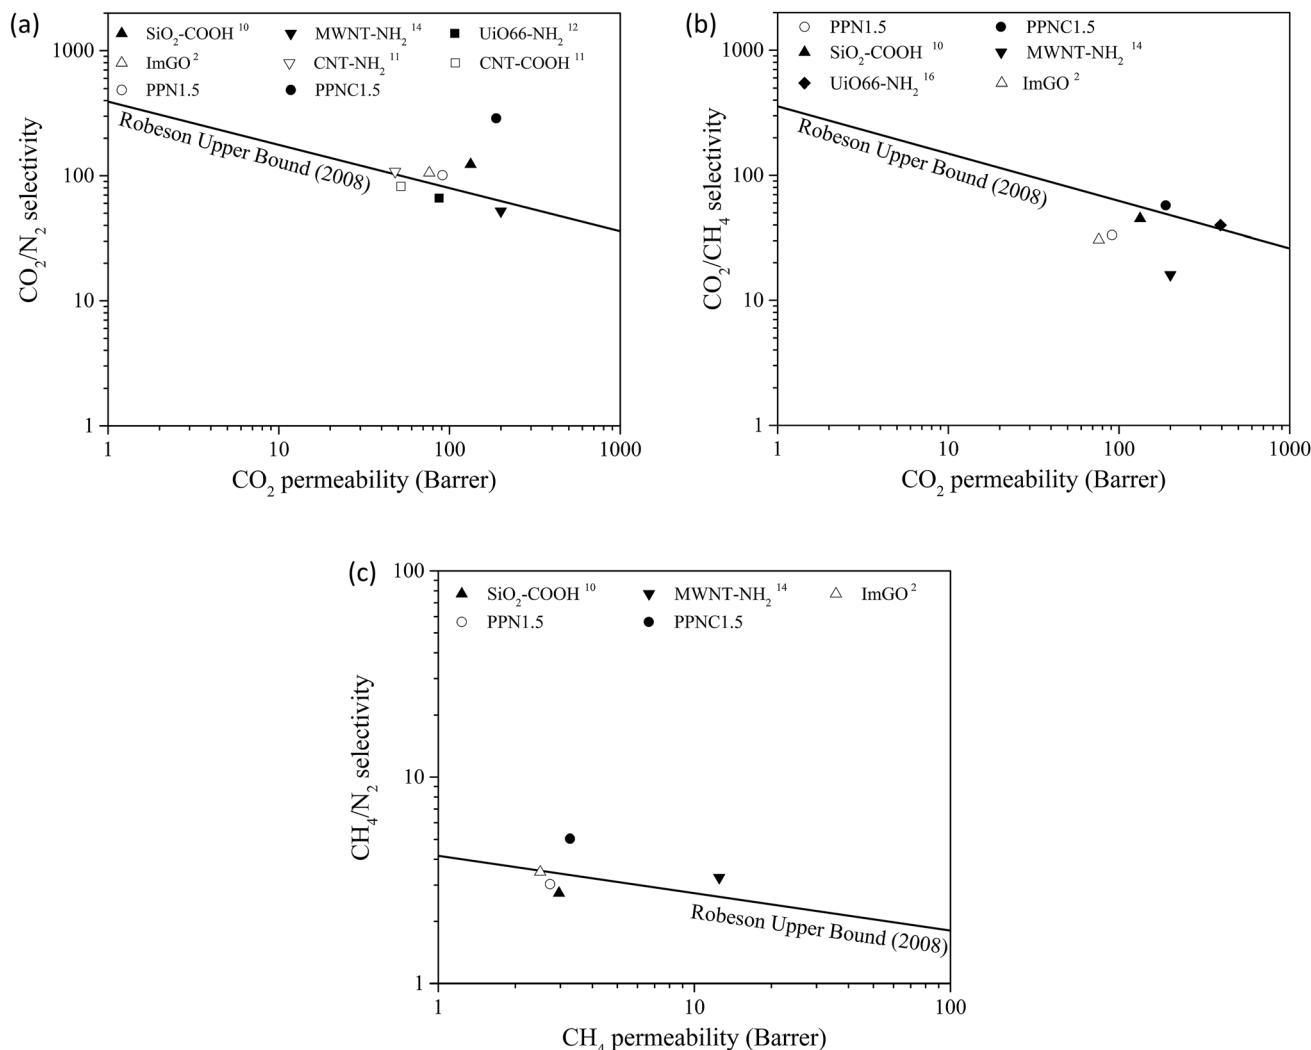 (a)
SiO2-COOH 10 MWNT-NH2 14 UiO66-NH2 12
ImGO 2 CNT-NH2 11 CNT-COOH 11
PPN1.5 PPNC1.5
1000
100
10
1
CO2/N2 selectivity
Robeson Upper Bound (2008)
1 10 100 1000
CO2 permeability (Barrer)
(b)
PPN1.5 PPNC1.5
SiO2-COOH 10 MWNT-NH2 14
UiO66-NH2 16 ImGO 2
1000
100
10
1
CO2/CH4 selectivity
Robeson Upper Bound (2008)
1 10 100 1000
CO2 permeability (Barrer)
(c)
SiO2-COOH 10 MWNT-NH2 14 ImGO 2
PPN1.5 PPNC1.5
100
10
1
CH4/N2 selectivity
Robeson Upper Bound (2008)
1 10 100
CH4 permeability (Barrer)